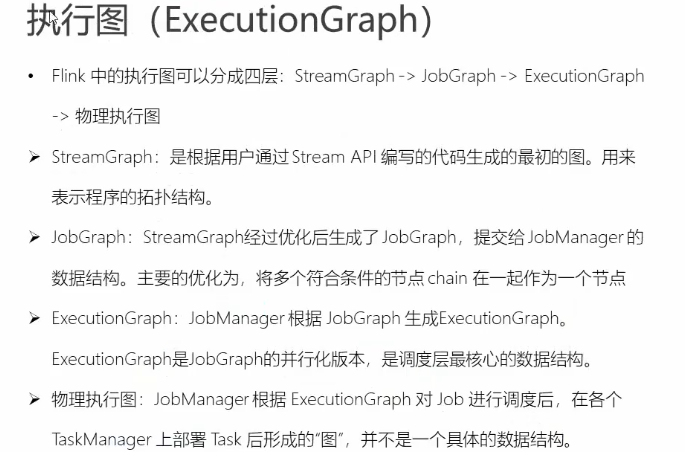 执行图（ExecutionGraph）
• Flink 中的执行图可以分成四层：StreamGraph -> JobGraph -> ExecutionGraph
-> 物理执行图
➢ StreamGraph：是根据用户通过 Stream API 编写的代码生成的最初的图。用来
表示程序的拓扑结构。
➢ JobGraph：StreamGraph经过优化后生成了 JobGraph，提交给 JobManager 的
数据结构。主要的优化为，将多个符合条件的节点 chain 在一起作为一个节点
➢ ExecutionGraph：JobManager 根据 JobGraph 生成ExecutionGraph。
ExecutionGraph是JobGraph的并行化版本，是调度层最核心的数据结构。
➢ 物理执行图：JobManager 根据 ExecutionGraph 对 Job 进行调度后，在各个
TaskManager 上部署 Task 后形成的“图”，并不是一个具体的数据结构。